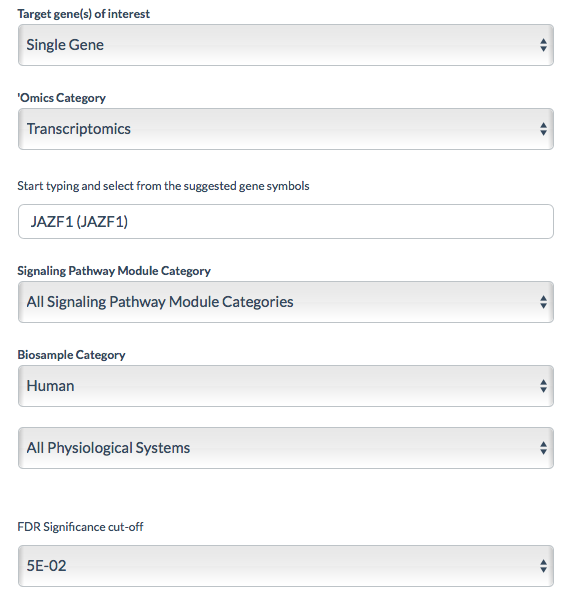 Target gene(s) of interest
Single Gene
'Omics Category
Transcriptomics
Start typing and select from the suggested gene symbols
JAZF1 (JAZF1)
Signaling Pathway Module Category
All Signaling Pathway Module Categories
Biosample Category
Human
All Physiological Systems
FDR Significance cut-off
5E-02